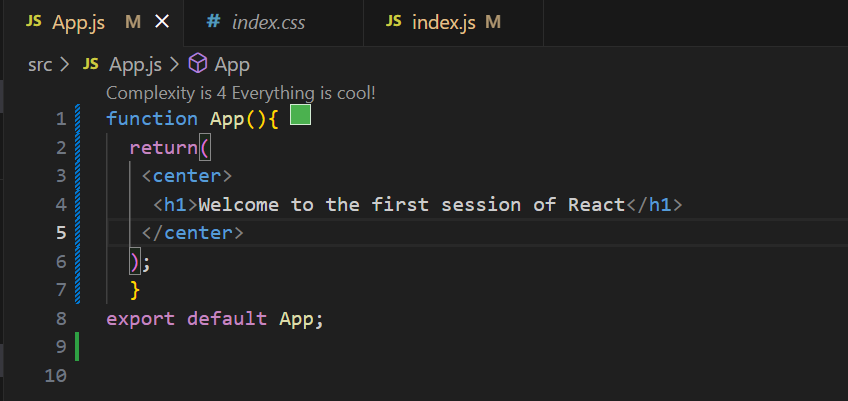 JS App.js M × # index.css JS index.js M
src > JS App.js > App
Complexity is 4 Everything is cool!
1 function App(){
2 return(
3 <center>
4 <h1>Welcome to the first session of React</h1>
5 </center>
6 );
7 }
8 export default App;
9
10